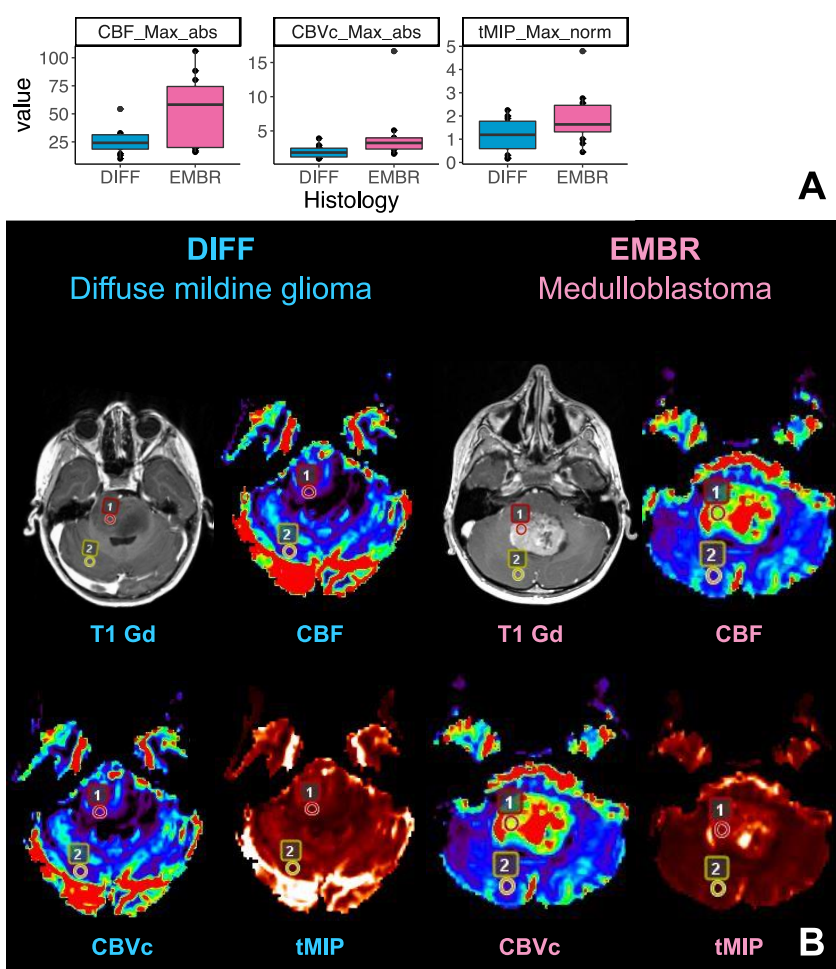 CBF_Max_abs
CBVc_Max_abs
tMIP_Max_norm
value
100
75
50
25
15
10
5
5
4
3
2
1
0
DIFF
EMBR
DIFF
EMBR
DIFF
EMBR
Histology
A
DIFF
Diffuse mildine glioma
EMBR
Medulloblastoma
1
2
1
2
1
2
1
2
T1 Gd
CBF
T1 Gd
CBF
1
2
1
2
1
2
1
2
CBVc
tMIP
CBVc
tMIP
B